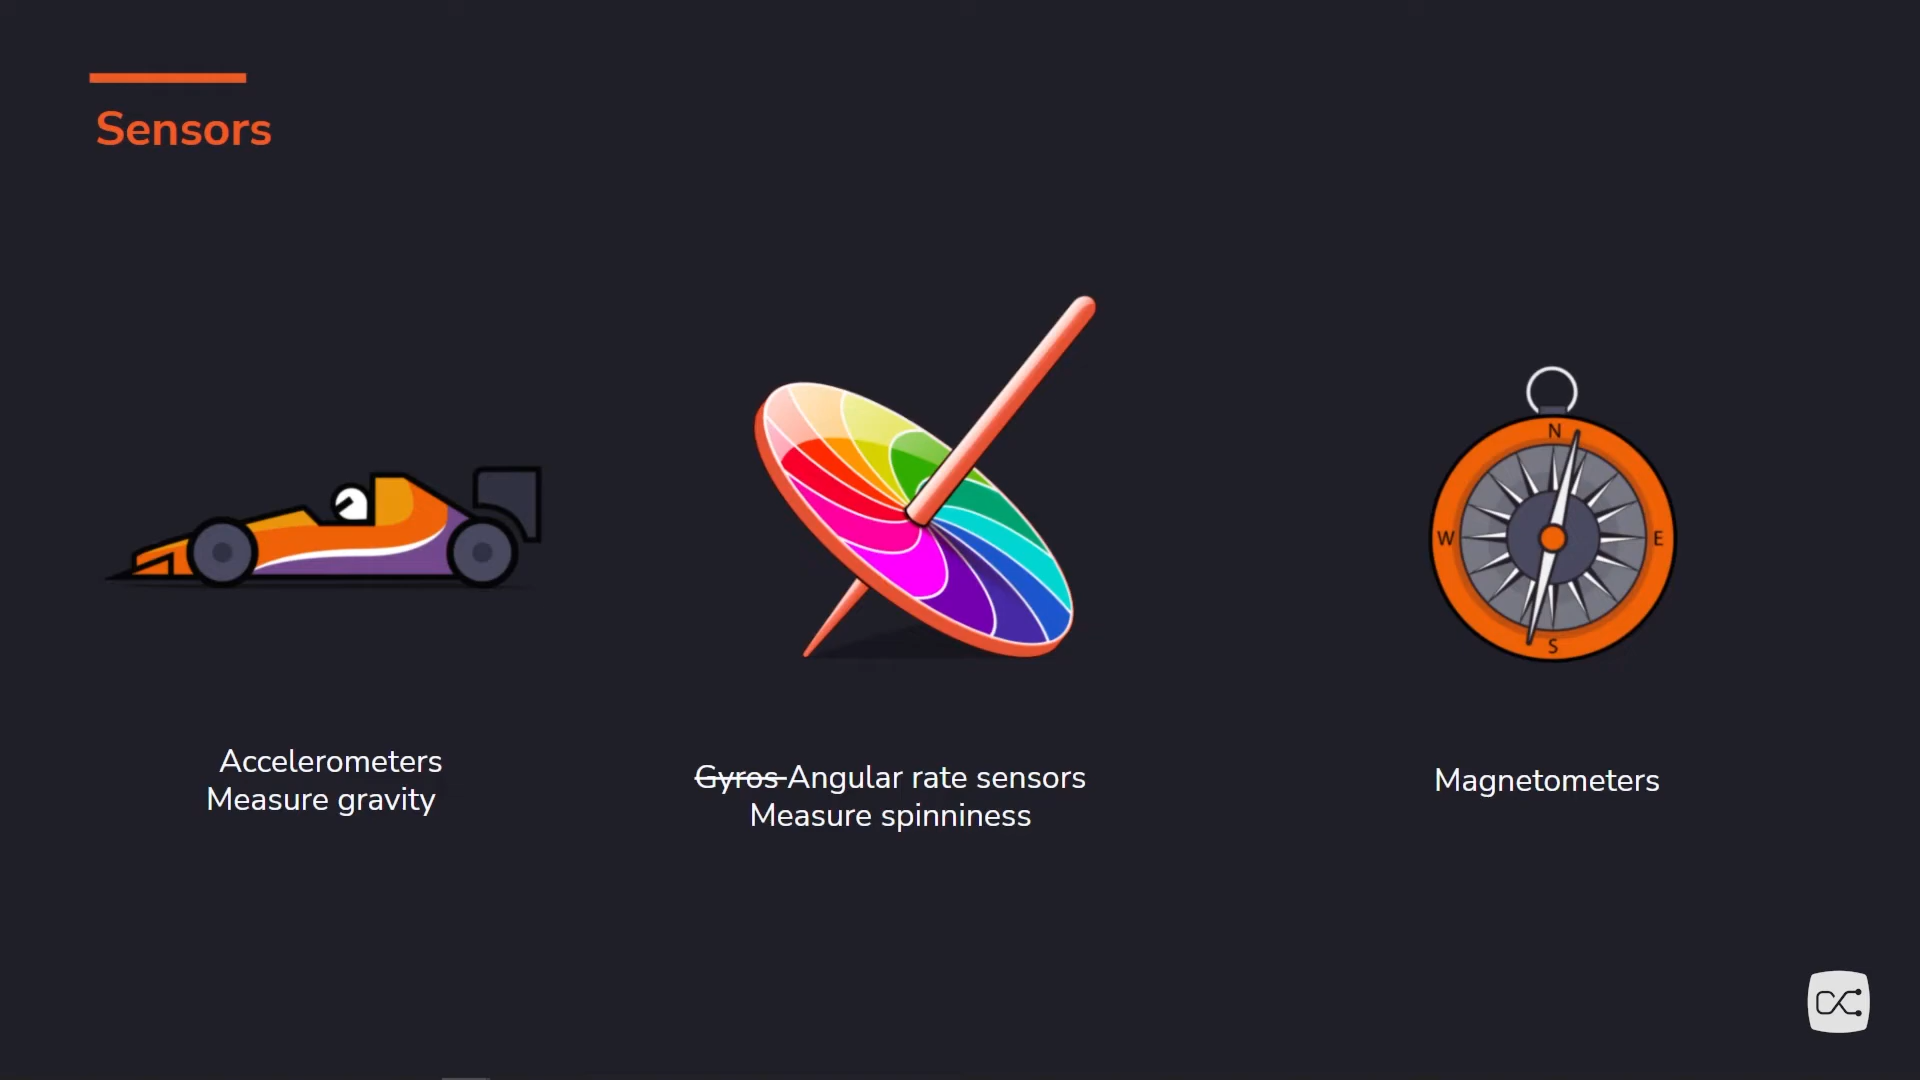 Sensors
N
W
E
S
Accelerometers
Measure gravity
Gyros Angular rate sensors
Measure spinniness
Magnetometers